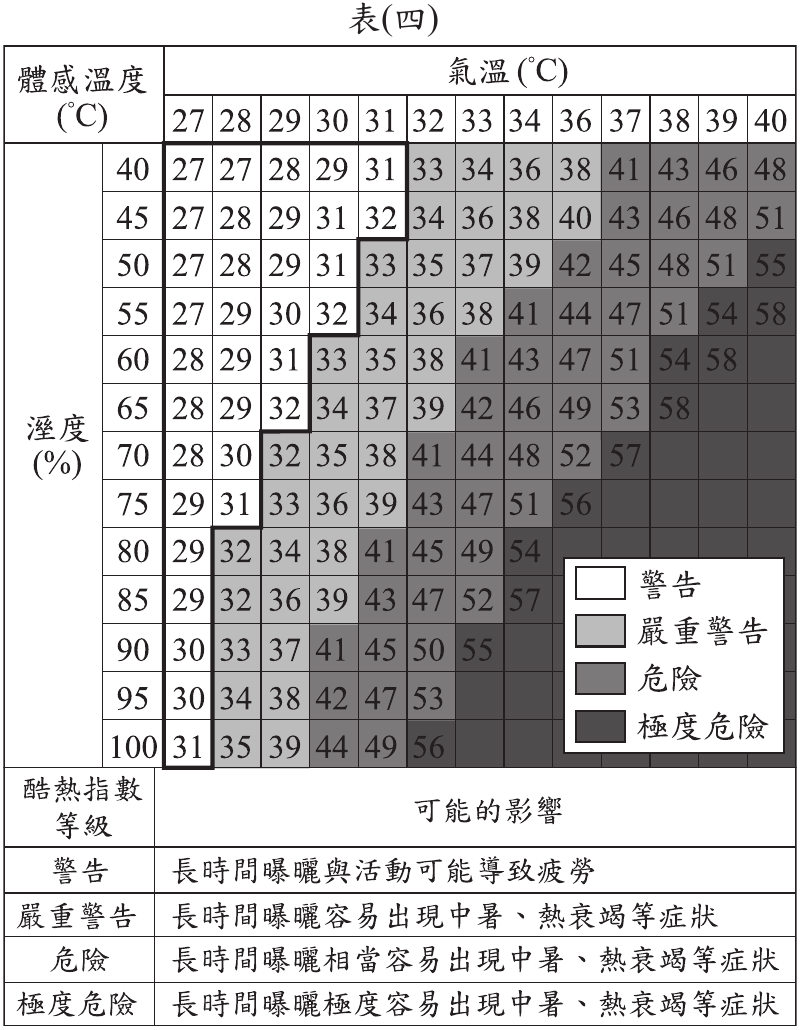 表(四)
體感溫度 氣溫(°C)
(°C) 27 28 29 30 31 32 33 34 36 37 38 39 40
40 27 27 28 29 31 33 34 36 38 41 43 46 48
45 27 28 29 31 32 34 36 38 40 43 46 48 51
50 27 28 29 31 33 35 37 39 42 45 48 51 55
55 27 29 30 32 34 36 38 41 44 47 51 54 58
60 28 29 31 33 35 38 41 43 47 51 54 58
溼度 65 28 29 32 34 37 39 42 46 49 53 58
(%) 70 28 30 32 35 38 41 44 48 52 57
75 29 31 33 36 39 43 47 51 56
80 29 32 34 38 41 45 49 54
85 29 32 36 39 43 47 52 57
90 30 33 37 41 45 50 55
95 30 34 38 42 47 53
100 31 35 39 44 49 56
警告
嚴重警告
危險
極度危險
酷熱指數
等級 可能的影響
警告 長時間曝曬與活動可能導致疲勞
嚴重警告 長時間曝曬容易出現中暑、熱衰竭等症狀
危險 長時間曝曬相當容易出現中暑、熱衰竭等症狀
極度危險 長時間曝曬極度容易出現中暑、熱衰竭等症狀